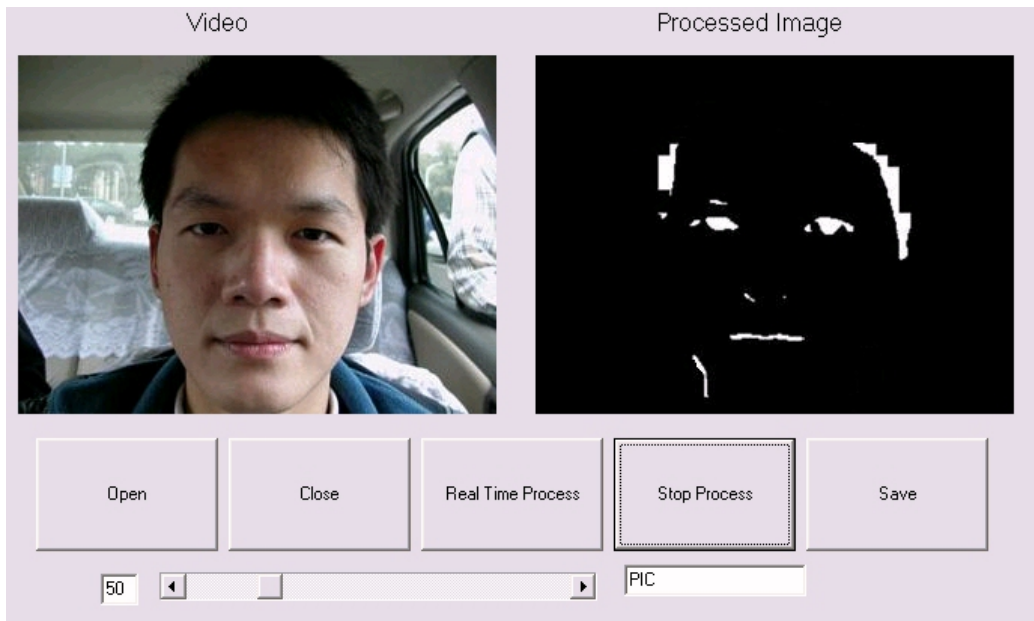 Video
Processed Image
Open
Close
Real Time Process
Stop Process
Save
50
PIC